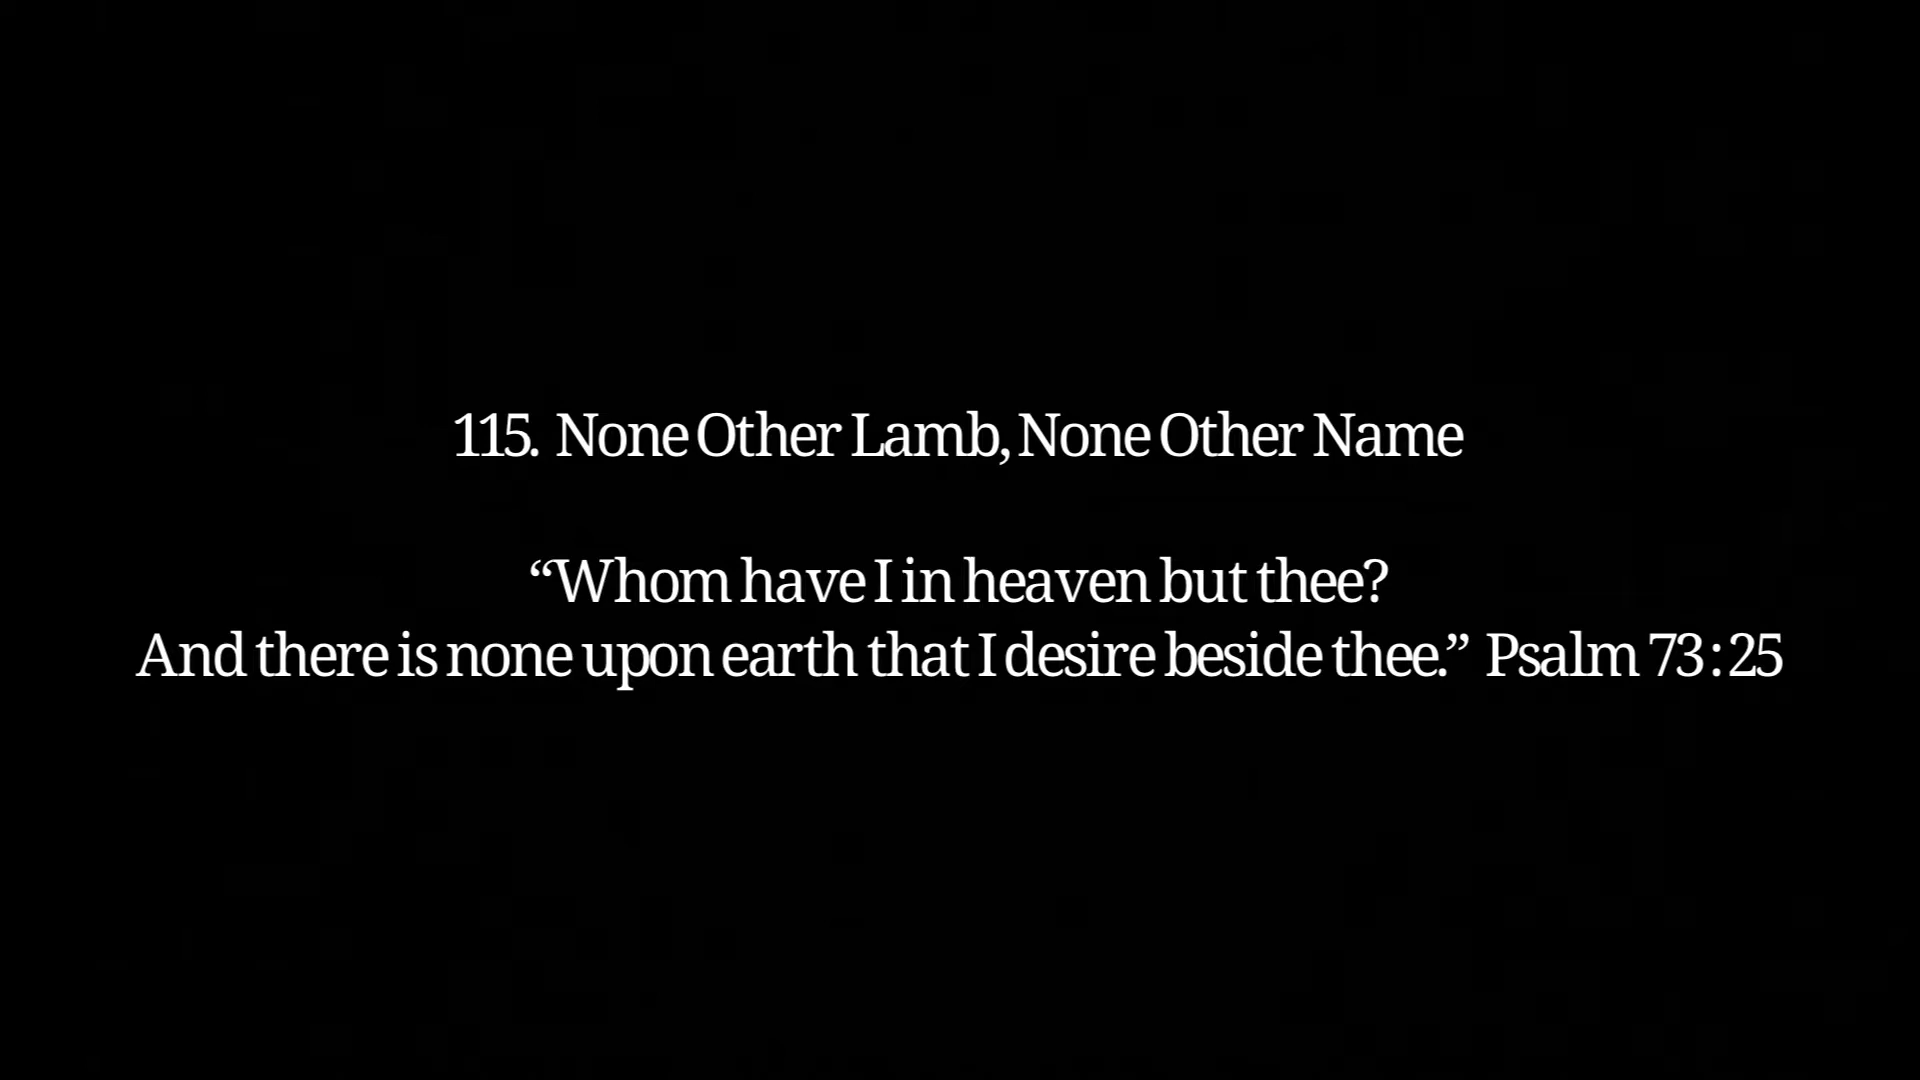 115. None Other Lamb, None Other Name
“Whom have I in heaven but thee?
And there is none upon earth that I desire beside thee.” Psalm 73:25